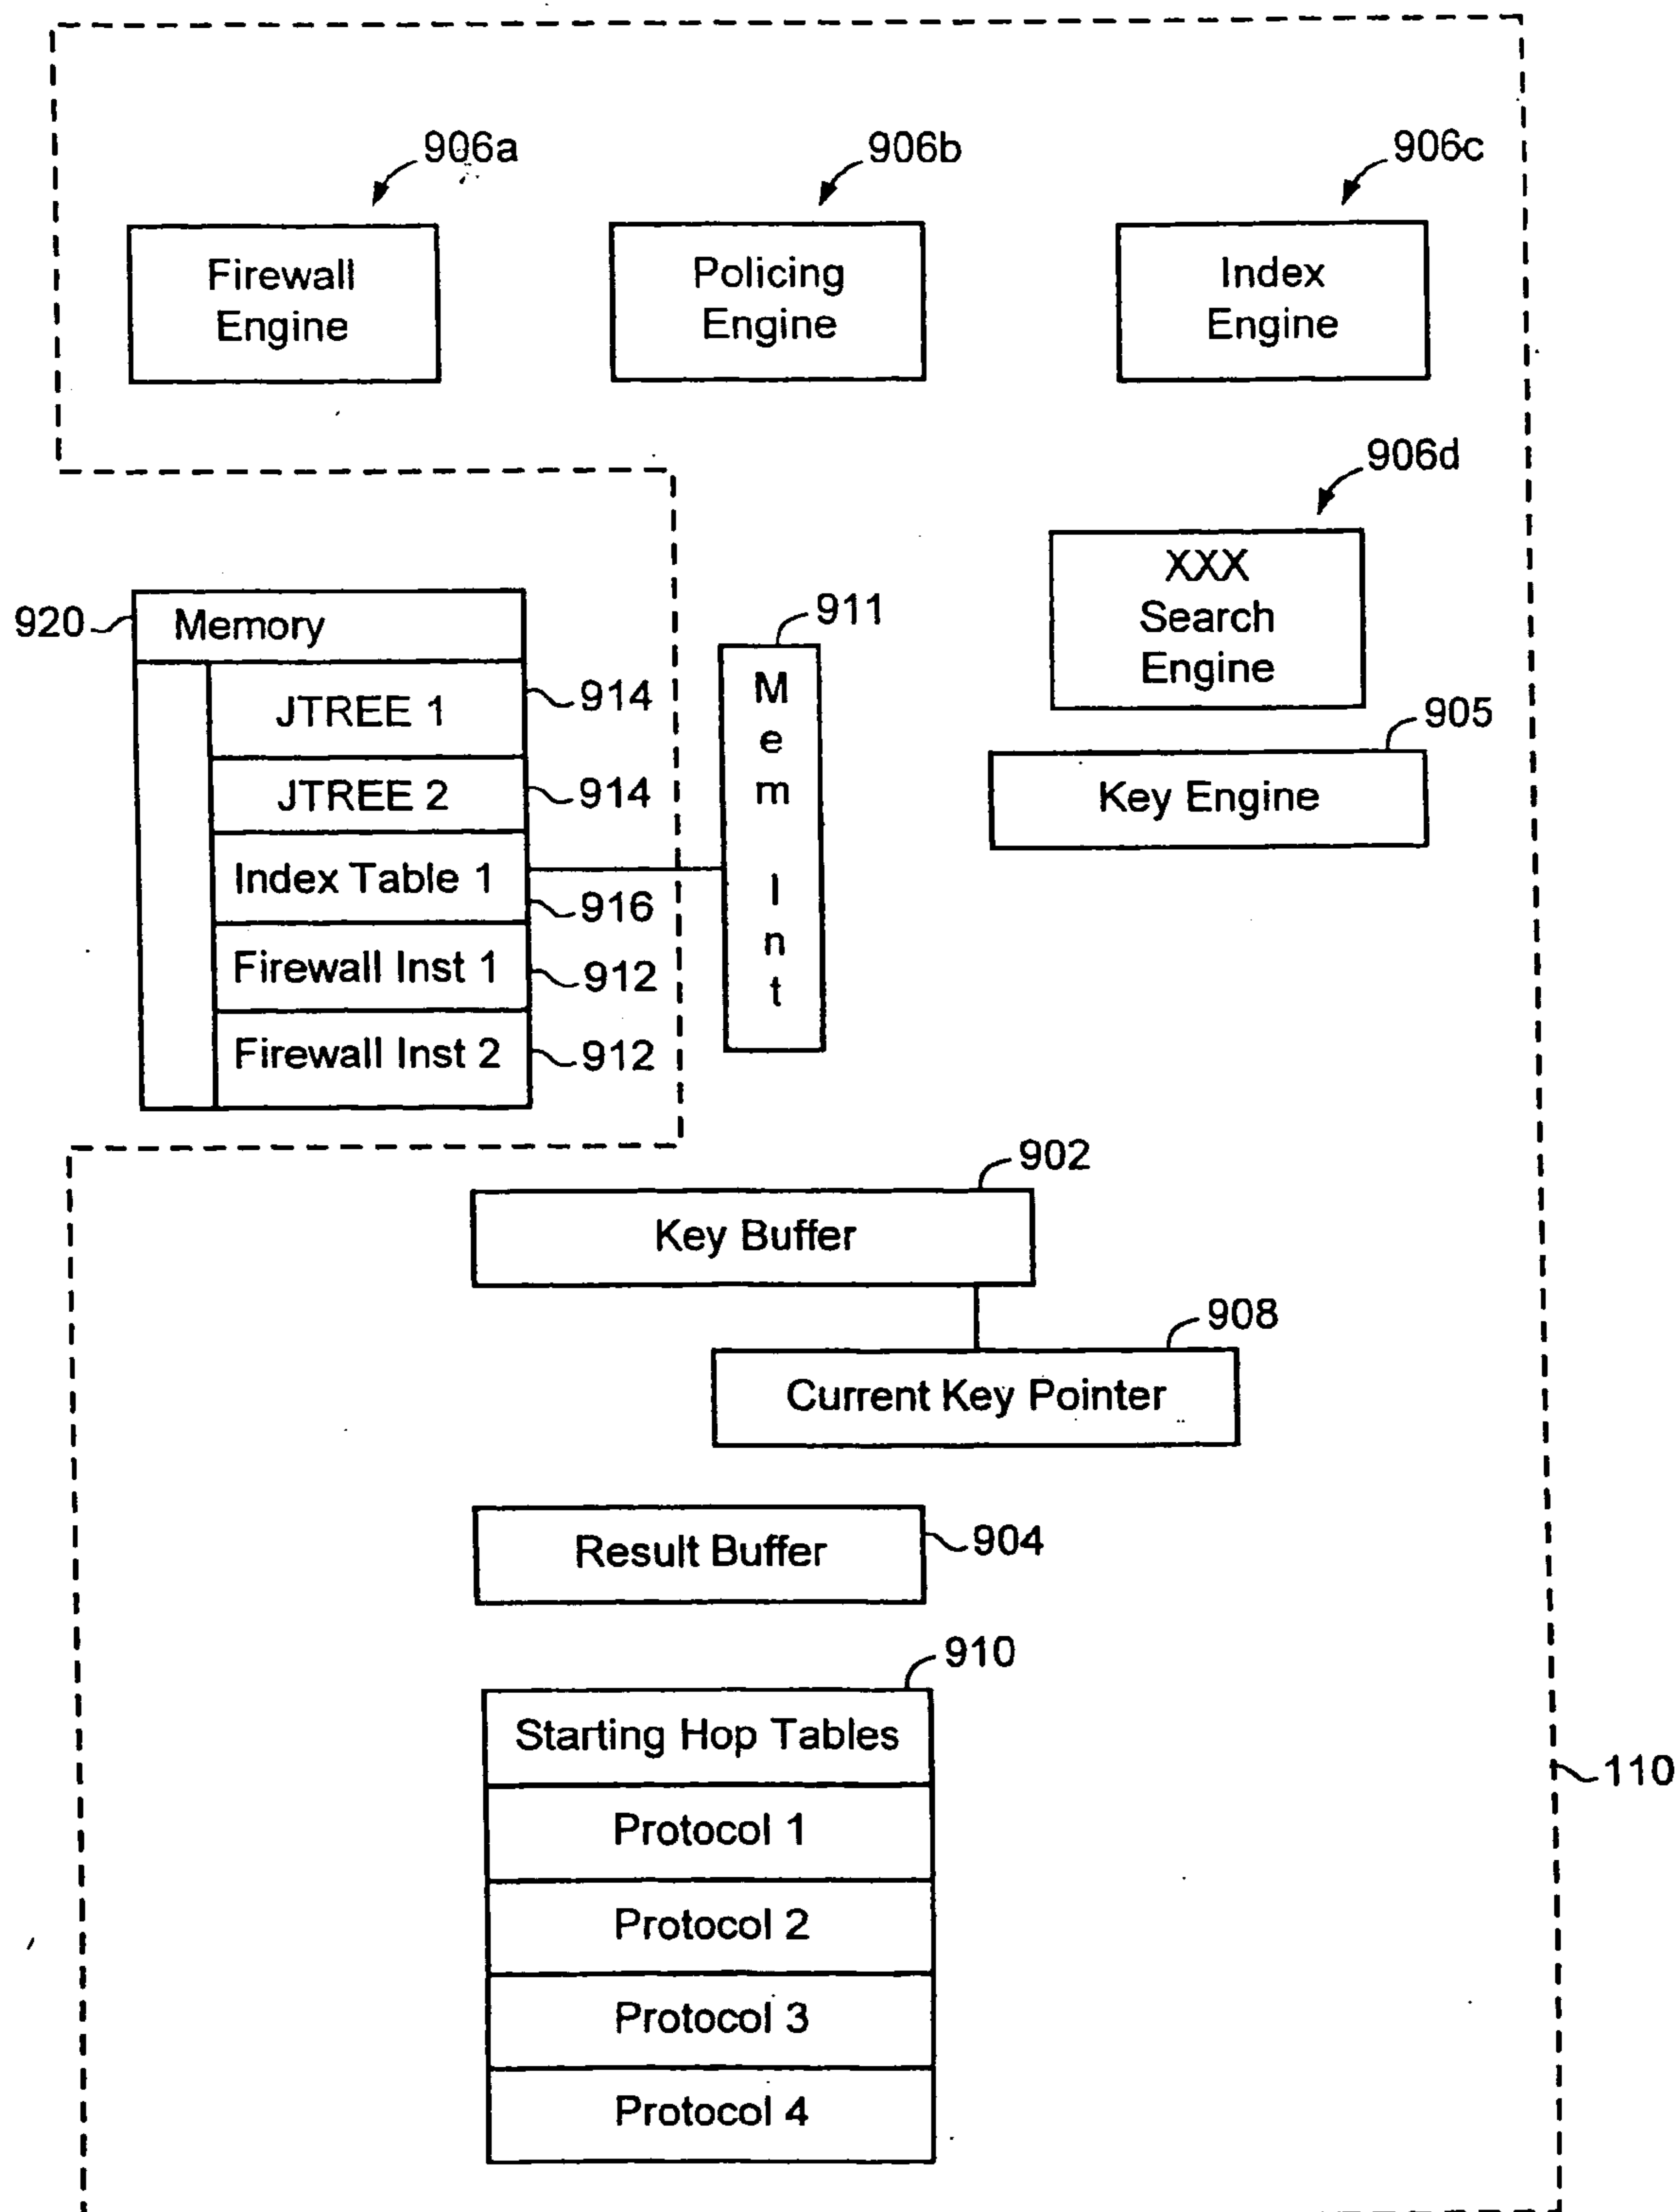 906a
906b
906c
Firewall
Engine
Policing
Engine
Index
Engine
906d
XXX
Search
Engine
920
Memory
JTREE 1
914
JTREE 2
914
Index Table 1
916
Firewall Inst 1
912
Firewall Inst 2
912
911
Mem Int
905
Key Engine
902
Key Buffer
908
Current Key Pointer
Result Buffer
904
910
Starting Hop Tables
Protocol 1
Protocol 2
Protocol 3
Protocol 4
110